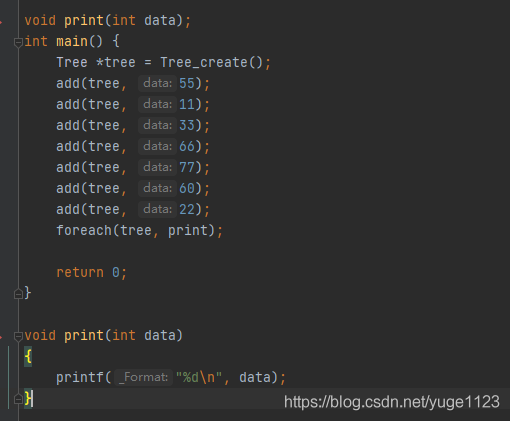 void print(int data);
int main() {
    Tree *tree = Tree_create();
    add(tree, data: 55);
    add(tree, data: 11);
    add(tree, data: 33);
    add(tree, data: 66);
    add(tree, data: 77);
    add(tree, data: 60);
    add(tree, data: 22);
    foreach(tree, print);
    return 0;
}
void print(int data)
{
    printf(_Format: "%d\n", data);
}
https://blog.csdn.net/yuge1123